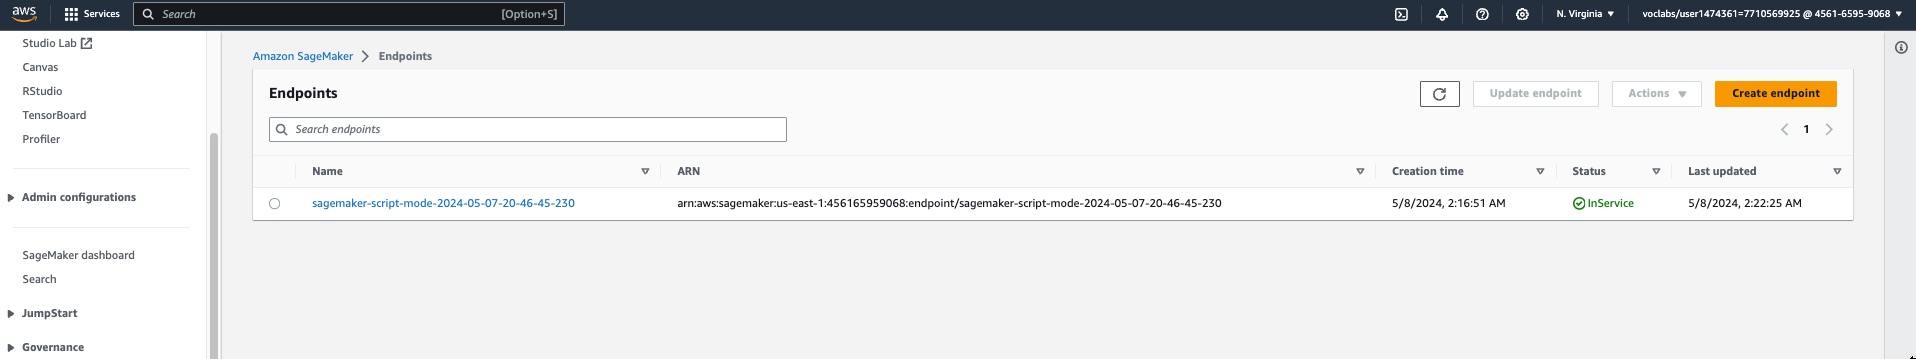 aws Services Search [Option+S] N. Virginia voclabs/user1474361=7710569925 @ 4561-6595-9068
Studio Lab
Canvas
RStudio
TensorBoard
Profiler
Admin configurations
SageMaker dashboard
Search
JumpStart
Governance
Amazon SageMaker Endpoints
Endpoints Update endpoint Actions Create endpoint
Search endpoints 1
Name ARN Creation time Status Last updated
sagemaker-script-mode-2024-05-07-20-46-45-230 arn:aws:sagemaker:us-east-1:456165959068:endpoint/sagemaker-script-mode-2024-05-07-20-46-45-230 5/8/2024, 2:16:51 AM InService 5/8/2024, 2:22:25 AM